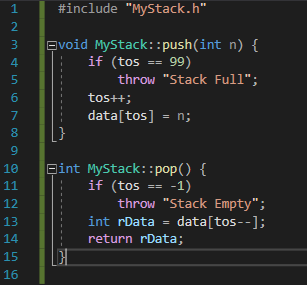 1 #include "MyStack.h"
2
3 void MyStack::push(int n) {
4     if (tos == 99)
5         throw "Stack Full";
6     tos++;
7     data[tos] = n;
8 }
9
10 int MyStack::pop() {
11     if (tos == -1)
12         throw "Stack Empty";
13     int rData = data[tos--];
14     return rData;
15 }
16